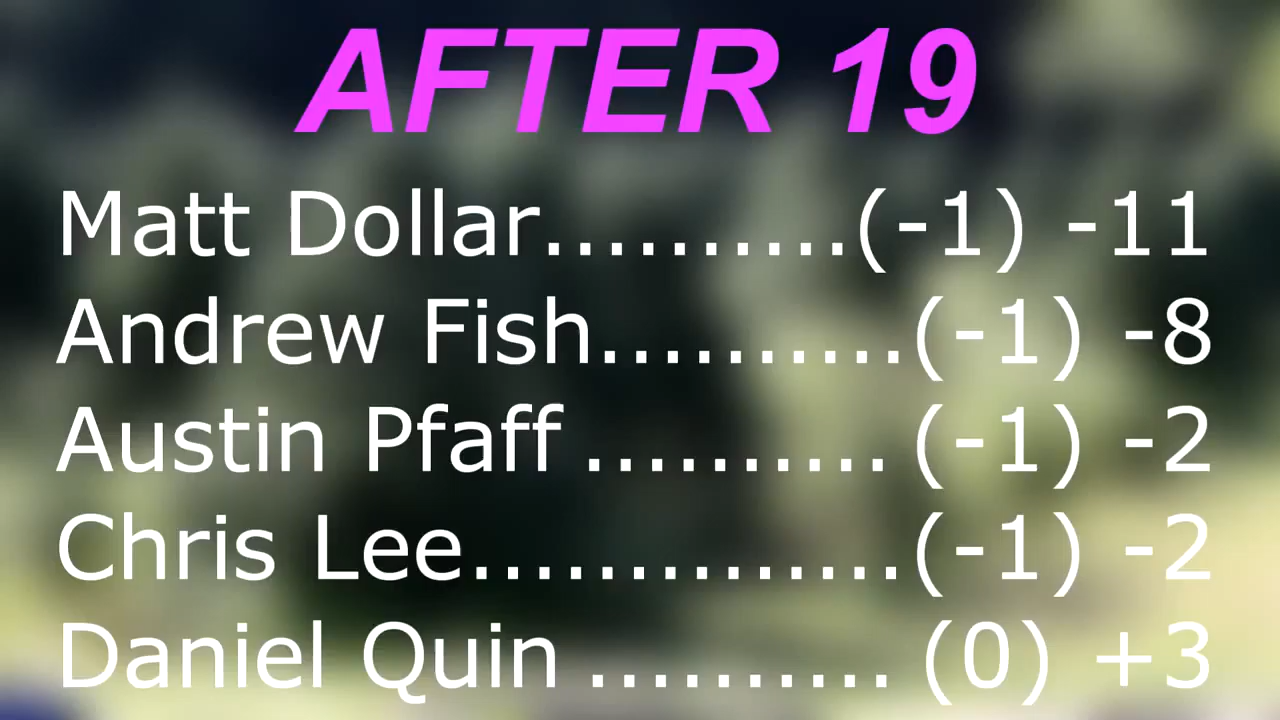 AFTER 19
Matt Dollar..........(-1) -11
Andrew Fish..........(-1) -8
Austin Pfaff .......... (-1) -2
Chris Lee..............(-1) -2
Daniel Quin .......... (0) +3